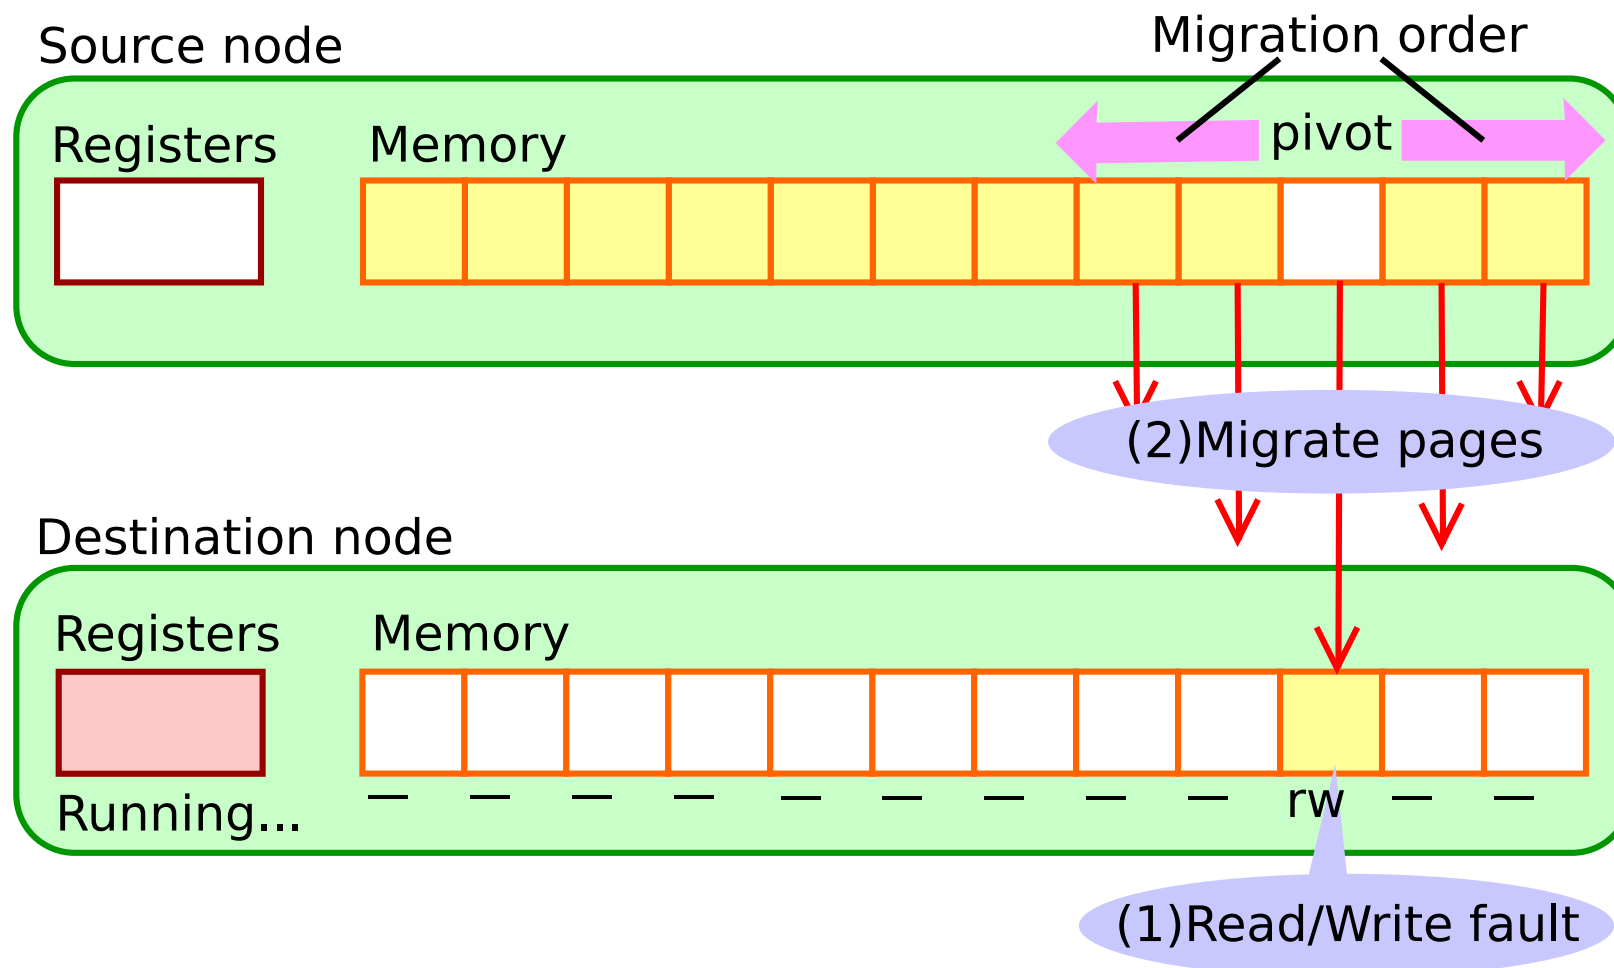 Migration order
Source node
pivot
Registers
Memory
(2)Migrate pages
Destination node
Registers
Memory
Running...
— — — — — — — — — rw — —
(1)Read/Write fault